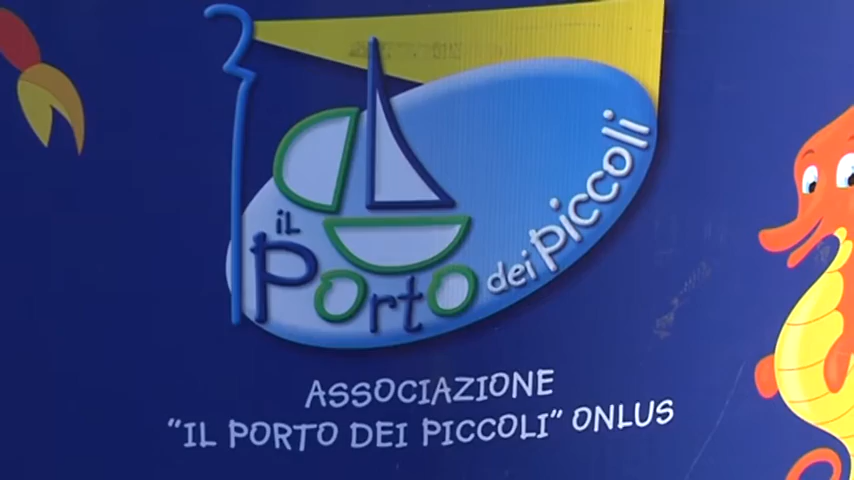 iL
Porto dei piccoli
ASSOCIAZIONE
"IL PORTO DEI PICCOLI" ONLUS